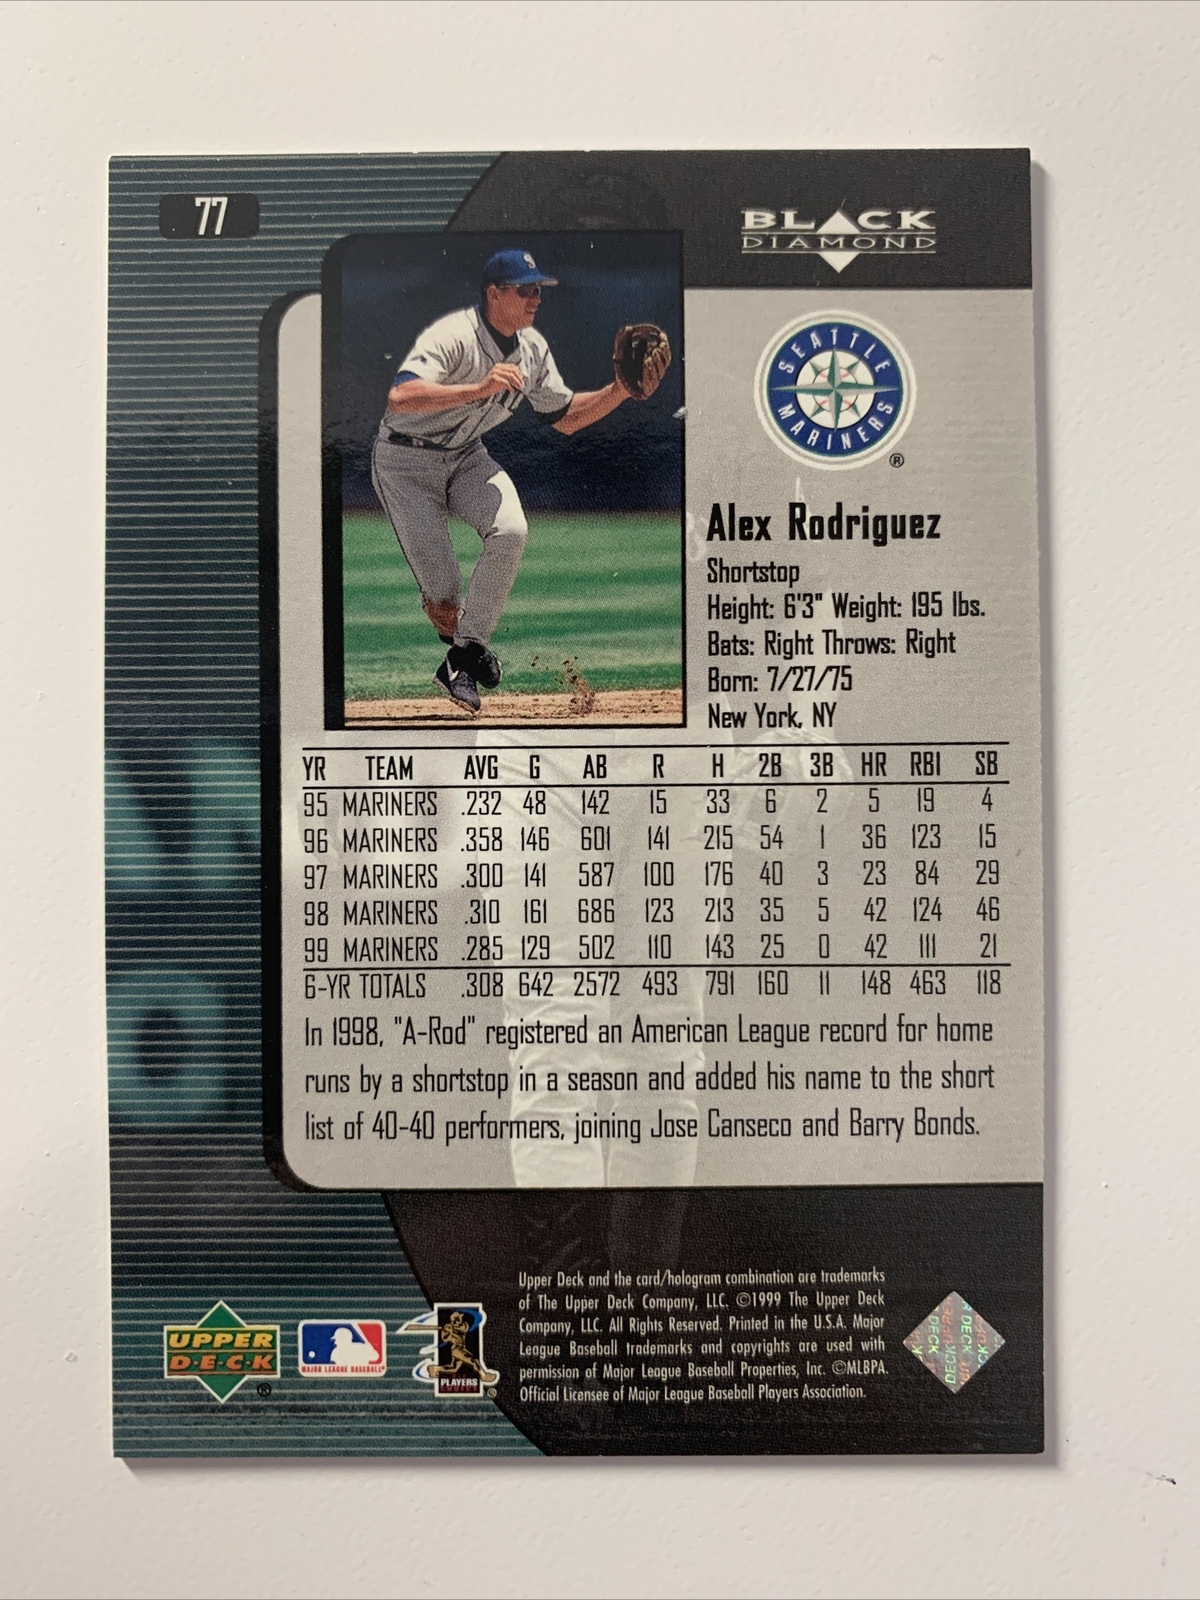 77
BLACK
DIAMOND
SEATTLE
MARINERS
®
Alex Rodriguez
Shortstop
Height: 6'3" Weight: 195 lbs.
Bats: Right Throws: Right
Born: 7/27/75
New York, NY
YR TEAM AVG G AB R H 2B 3B HR RBI SB
95 MARINERS .232 48 142 15 33 6 2 5 19 4
96 MARINERS .358 146 601 141 215 54 1 36 123 15
97 MARINERS .300 141 587 100 176 40 3 23 84 29
98 MARINERS .310 161 686 123 213 35 5 42 124 46
99 MARINERS .285 129 502 110 143 25 0 42 111 21
6-YR TOTALS .308 642 2572 493 791 160 11 148 463 118
In 1998, "A-Rod" registered an American League record for home
runs by a shortstop in a season and added his name to the short
list of 40-40 performers, joining Jose Canseco and Barry Bonds.
Upper Deck and the card/hologram combination are trademarks
of The Upper Deck Company, LLC. ©1999 The Upper Deck
Company, LLC. All Rights Reserved. Printed in the U.S.A. Major
League Baseball trademarks and copyrights are used with
permission of Major League Baseball Properties, Inc. ©MLBPA.
Official Licensee of Major League Baseball Players Association.
UPPER
D·E·C·K
®
MAJOR LEAGUE BASEBALL
PLAYERS
CHOICE
®
DECK